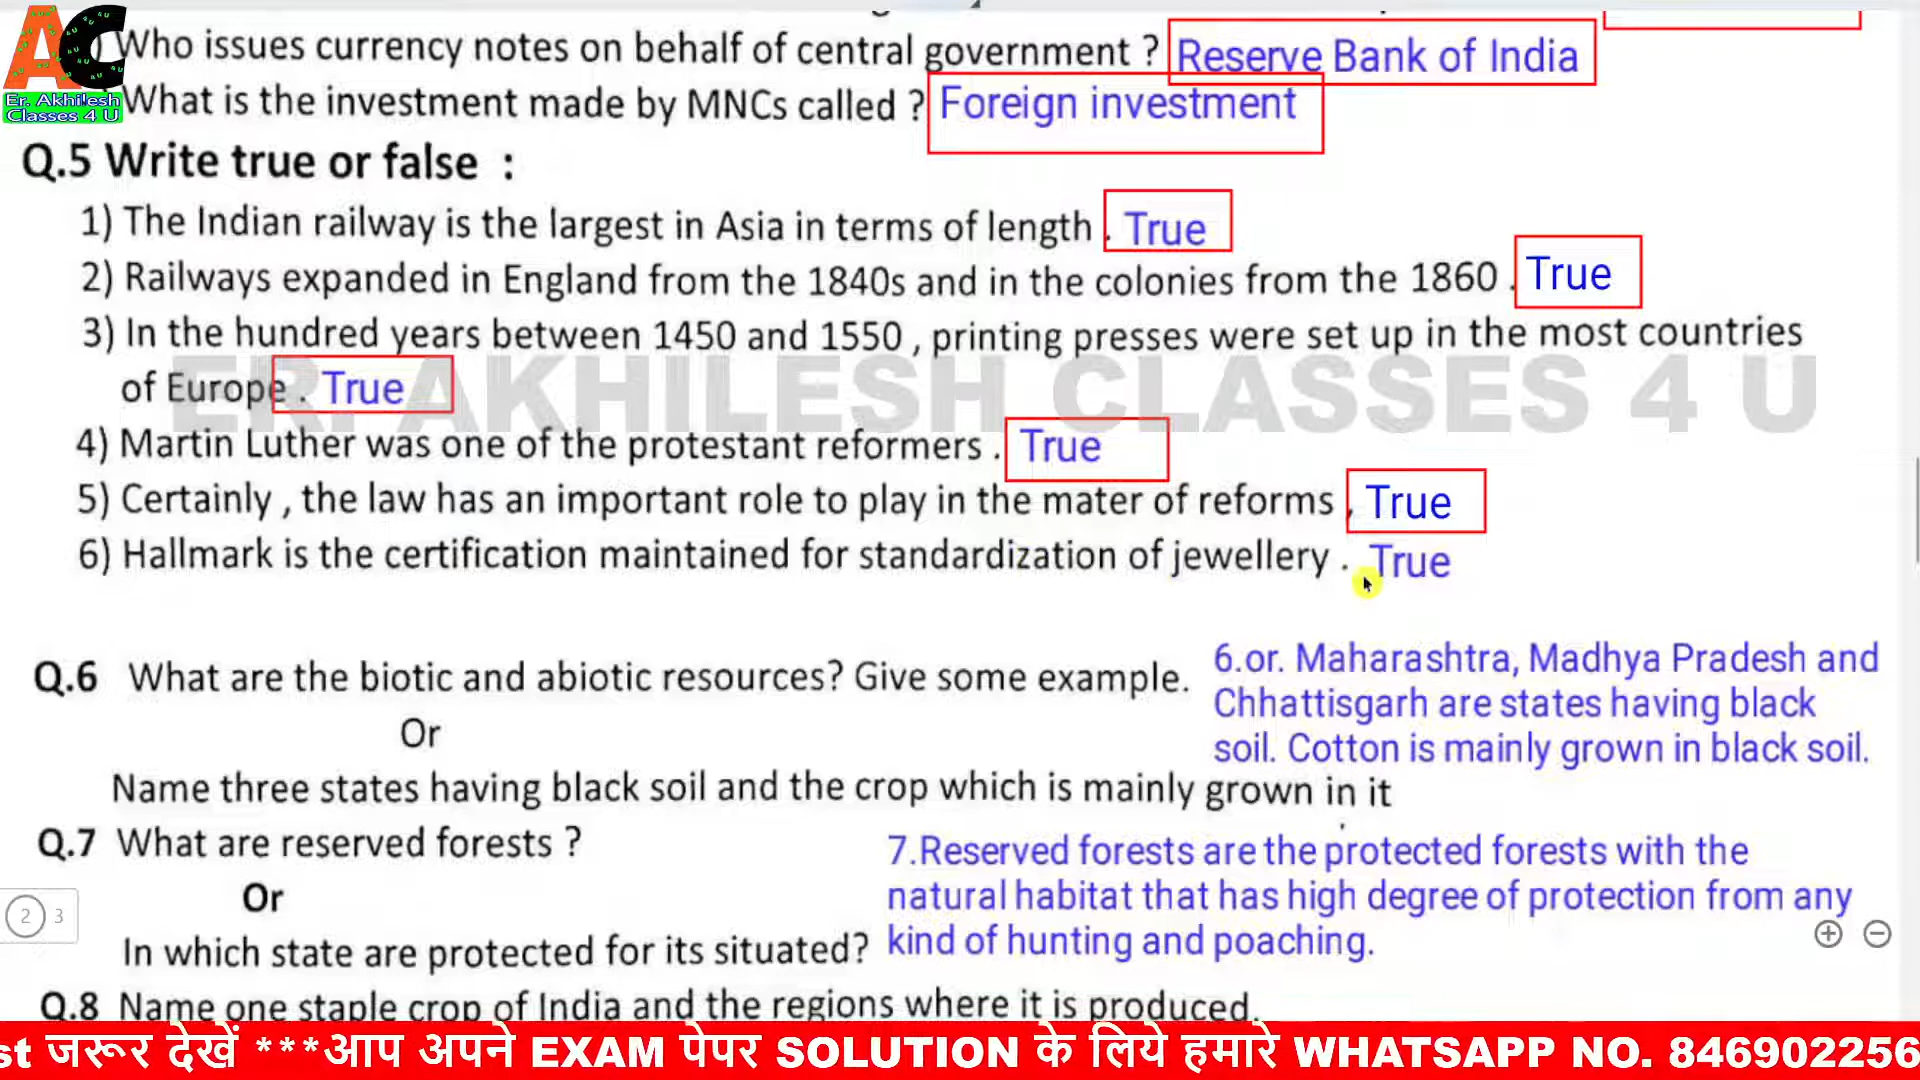 ) Who issues currency notes on behalf of central government ? Reserve Bank of India
What is the investment made by MNCs called ? Foreign investment
AC
Er. Akhilesh
Classes 4 U
Q.5 Write true or false :
1) The Indian railway is the largest in Asia in terms of length . True
2) Railways expanded in England from the 1840s and in the colonies from the 1860 . True
3) In the hundred years between 1450 and 1550 , printing presses were set up in the most countries
of Europe . True
ER. AKHILESH CLASSES 4 U
4) Martin Luther was one of the protestant reformers . True
5) Certainly , the law has an important role to play in the mater of reforms , True
6) Hallmark is the certification maintained for standardization of jewellery . True
Q.6 What are the biotic and abiotic resources? Give some example.
6.or. Maharashtra, Madhya Pradesh and
Chhattisgarh are states having black
soil. Cotton is mainly grown in black soil.
Or
Name three states having black soil and the crop which is mainly grown in it
Q.7 What are reserved forests ?
7.Reserved forests are the protected forests with the
natural habitat that has high degree of protection from any
kind of hunting and poaching.
Or
In which state are protected for its situated?
2 3
Q.8 Name one staple crop of India and the regions where it is produced.
st जरूर देखें ***आप अपने EXAM पेपर SOLUTION के लिये हमारे WHATSAPP NO. 846902256